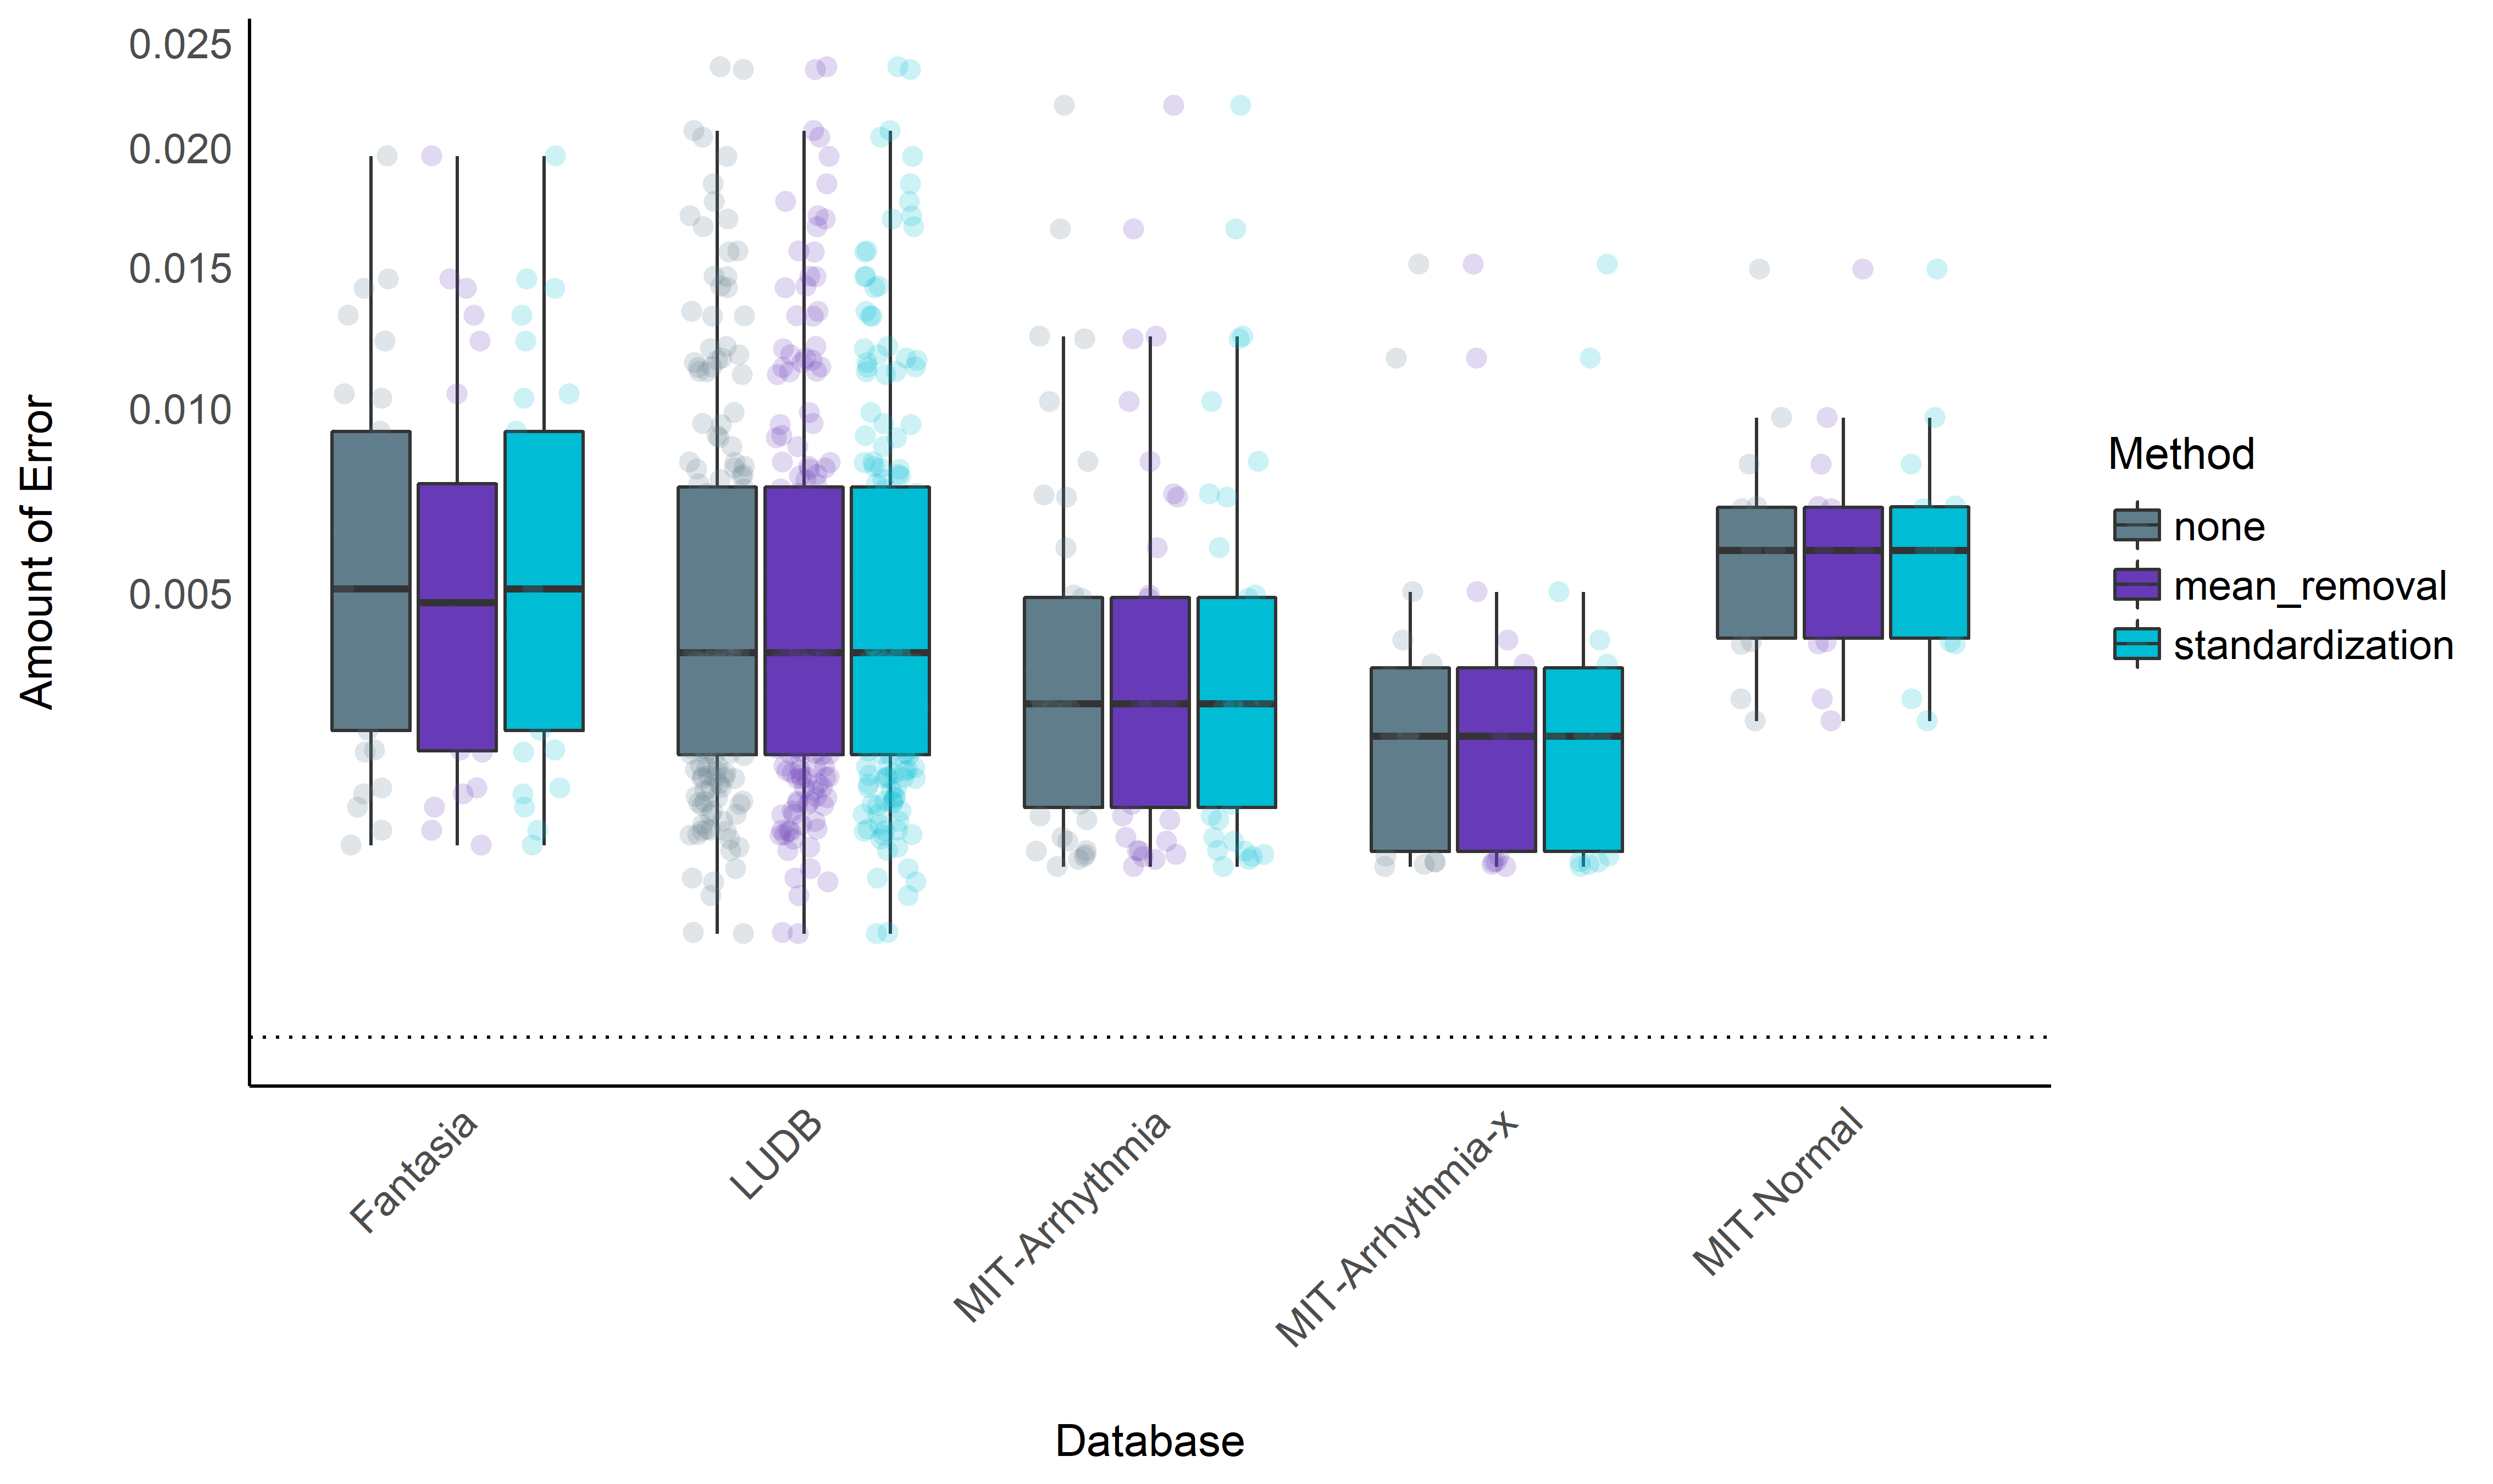 0.025
0.020
0.015
0.010
0.005
Amount of Error
Fantasia
LUDB
MIT-Arrhythmia
MIT-Arrhythmia-x
MIT-Normal
Database
Method
none
mean_removal
standardization